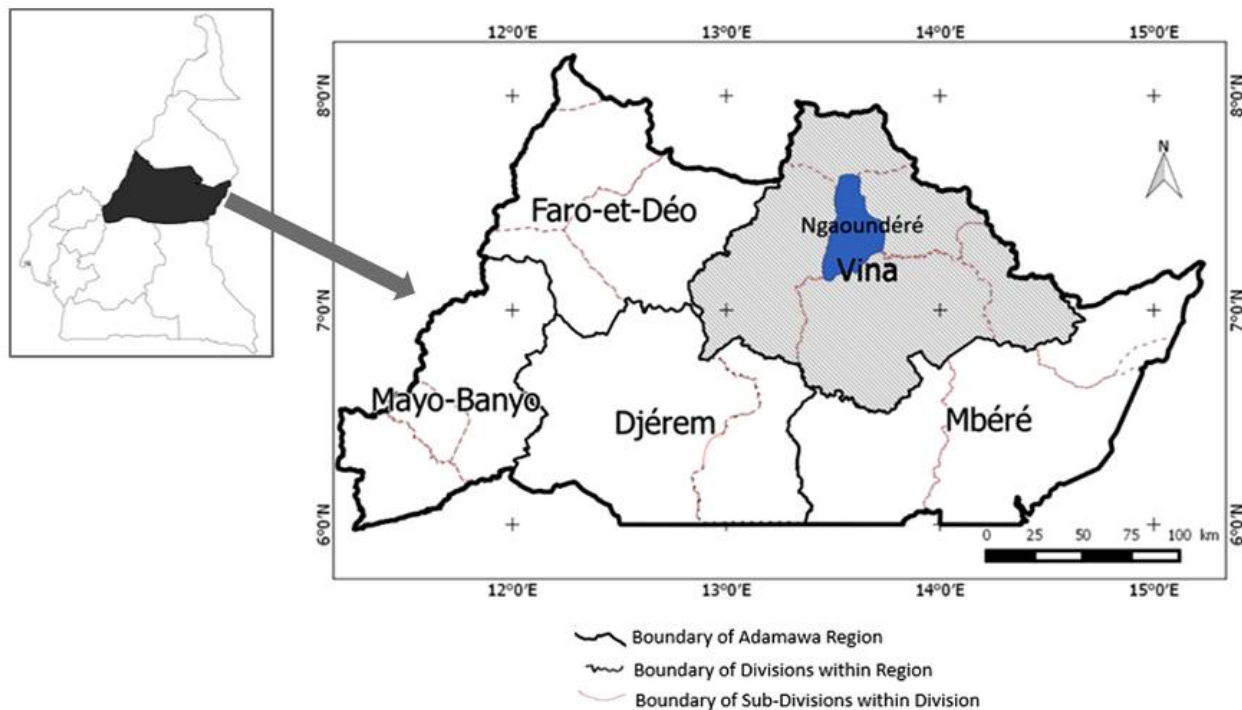 12°0'E 13°0'E 14°0'E 15°0'E
8°0'N 8°0'N
N
Faro-et-Déo
Ngaoundéré
Vina
7°0'N 7°0'N
Mayo-Banyo
Djérem
Mbéré
6°0'N 6°0'N
0 25 50 75 100 km
12°0'E 13°0'E 14°0'E 15°0'E
Boundary of Adamawa Region
Boundary of Divisions within Region
Boundary of Sub-Divisions within Division